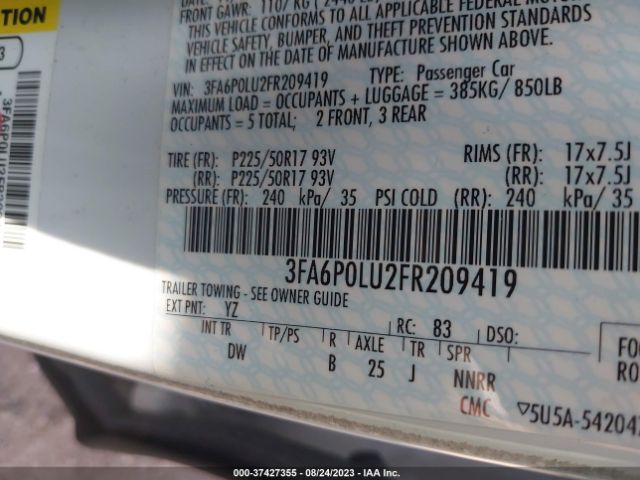 FRONT GAWR: 1107 KG
THIS VEHICLE CONFORMS TO ALL APPLICABLE FEDERAL MOTOR
VEHICLE SAFETY, BUMPER, AND THEFT PREVENTION STANDARDS
IN EFFECT ON THE DATE OF MANUFACTURE SHOWN ABOVE.
VIN: 3FA6P0LU2FR209419 TYPE: Passenger Car
MAXIMUM LOAD = OCCUPANTS + LUGGAGE = 385KG/ 850LB
OCCUPANTS = 5 TOTAL; 2 FRONT, 3 REAR
TIRE (FR): P225/50R17 93V RIMS (FR): 17x7.5J
(RR): P225/50R17 93V (RR): 17x7.5J
PRESSURE (FR): 240 kPa/ 35 PSI COLD (RR): 240 kPa/ 35
3FA6P0LU2FR209419
TRAILER TOWING - SEE OWNER GUIDE
EXT PNT: YZ RC: 83 DSO:
INT TR TP/PS R AXLE TR SPR
DW B 25 J NNRR
CMC ▽5U5A-54204
TION
3
00-37427355 - 08/24/2023 - IAA Inc.